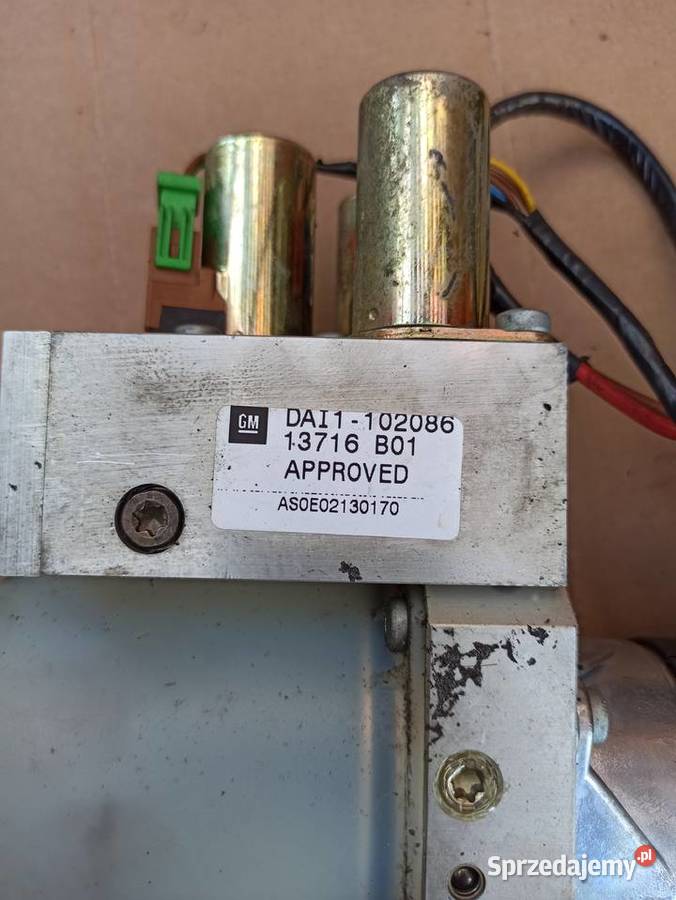 GM DAI1-102086
13716 B01
APPROVED
AS0E02130170
Sprzedajemy.pl